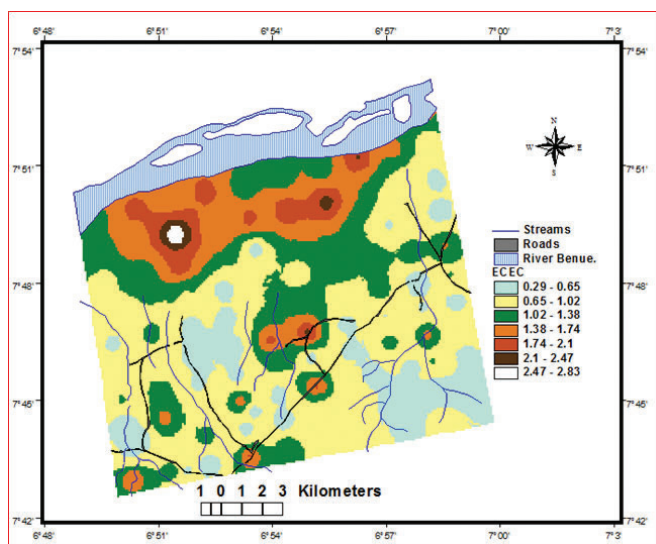 6°48' 6°51' 6°54' 6°57' 7°00' 7°3'
7°54' 7°54'
N
W E
S
7°51' 7°51'
Streams
Roads
River Benue.
ECEC
7°48' 0.29 - 0.65 7°48'
0.65 - 1.02
1.02 - 1.38
1.38 - 1.74
1.74 - 2.1
2.1 - 2.47
2.47 - 2.83
7°45' 7°45'
1 0 1 2 3 Kilometers
7°42' 7°42'
6°48' 6°51' 6°54' 6°57' 7°00' 7°3'